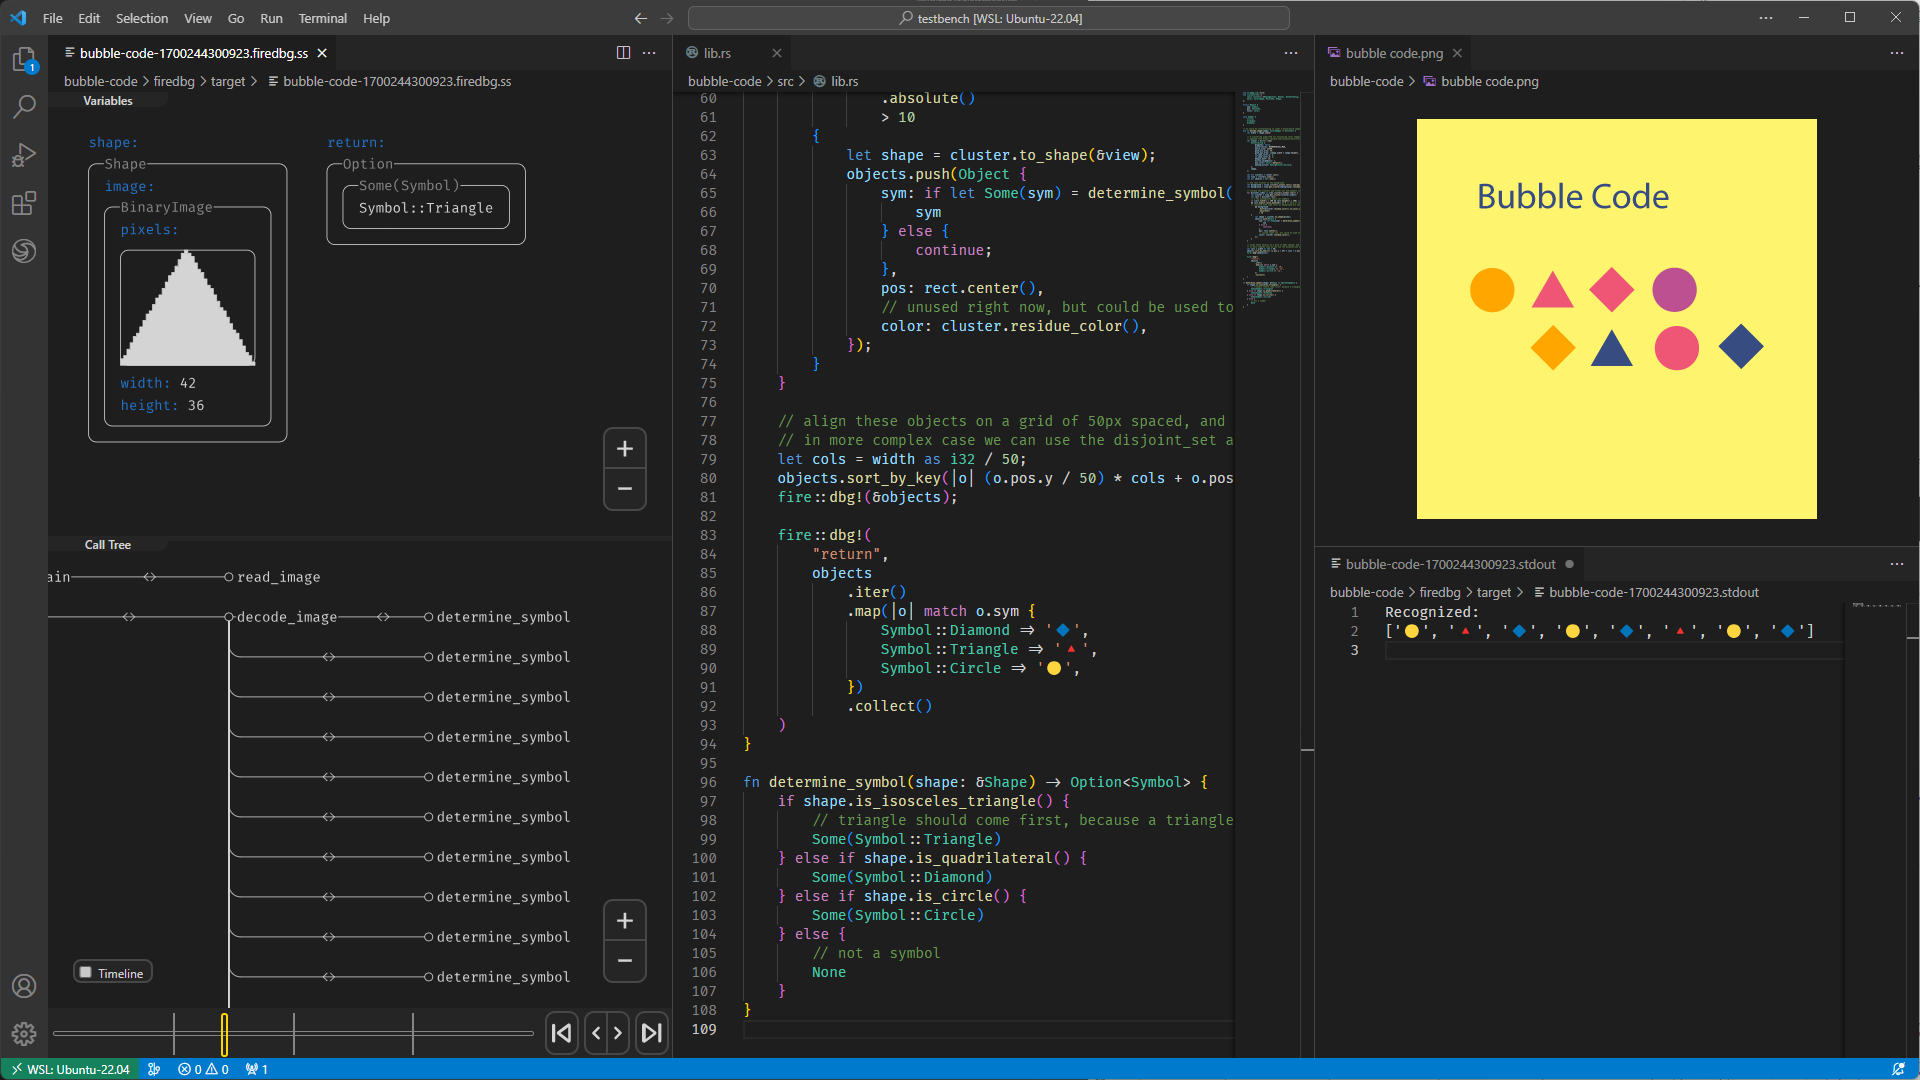 File Edit Selection View Go Run Terminal Help
testbench [WSL: Ubuntu-22.04]
bubble-code-1700244300923.firedbg.ss
bubble-code > firedbg > target > bubble-code-1700244300923.firedbg.ss
Variables
shape:
Shape
image:
BinaryImage
pixels:
width: 42
height: 36
return:
Option
Some(Symbol)
Symbol::Triangle
+
−
Call Tree
ain
read_image
decode_image
determine_symbol
determine_symbol
determine_symbol
determine_symbol
determine_symbol
determine_symbol
determine_symbol
determine_symbol
determine_symbol
determine_symbol
+
−
Timeline
lib.rs
bubble-code > src > lib.rs
60 .absolute()
61 > 10
62 {
63 let shape = cluster.to_shape(&view);
64 objects.push(Object {
65 sym: if let Some(sym) = determine_symbol(
66 sym
67 } else {
68 continue;
69 },
70 pos: rect.center(),
71 // unused right now, but could be used to
72 color: cluster.residue_color(),
73 });
74 }
75 }
76
77 // align these objects on a grid of 50px spaced, and
78 // in more complex case we can use the disjoint_set a
79 let cols = width as i32 / 50;
80 objects.sort_by_key(|o| (o.pos.y / 50) * cols + o.pos
81 fire::dbg!(&objects);
82
83 fire::dbg!(
84 "return",
85 objects
86 .iter()
87 .map(|o| match o.sym {
88 Symbol::Diamond => '🔷',
89 Symbol::Triangle => '🔺',
90 Symbol::Circle => '🟡',
91 })
92 .collect()
93 )
94 }
95
96 fn determine_symbol(shape: &Shape) -> Option<Symbol> {
97 if shape.is_isosceles_triangle() {
98 // triangle should come first, because a triangle
99 Some(Symbol::Triangle)
100 } else if shape.is_quadrilateral() {
101 Some(Symbol::Diamond)
102 } else if shape.is_circle() {
103 Some(Symbol::Circle)
104 } else {
105 // not a symbol
106 None
107 }
108 }
109
bubble code.png
bubble-code > bubble code.png
Bubble Code
bubble-code-1700244300923.stdout
bubble-code > firedbg > target > bubble-code-1700244300923.stdout
1 Recognized:
2 ['🟡', '🔺', '🔷', '🟡', '🔷', '🔺', '🟡', '🔷']
3
1
WSL: Ubuntu-22.04 0 0 1